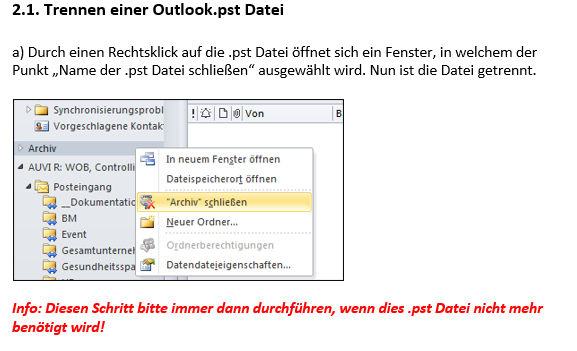 2.1. Trennen einer Outlook.pst Datei
a) Durch einen Rechtsklick auf die .pst Datei öffnet sich ein Fenster, in welchem der
Punkt „Name der .pst Datei schließen“ ausgewählt wird. Nun ist die Datei getrennt.
Synchronisierungsprobl
! Von B
Vorgeschlagene Kontak
Archiv
AUVI R: WOB, Controlli
In neuem Fenster öffnen
Dateispeicherort öffnen
Posteingang
__Dokumentatio
"Archiv" schließen
BM
Neuer Ordner...
Event
Gesamtunterneh
Ordnerberechtigungen
Gesundheitsspa
Datendateieigenschaften...
Info: Diesen Schritt bitte immer dann durchführen, wenn dies .pst Datei nicht mehr
benötigt wird!